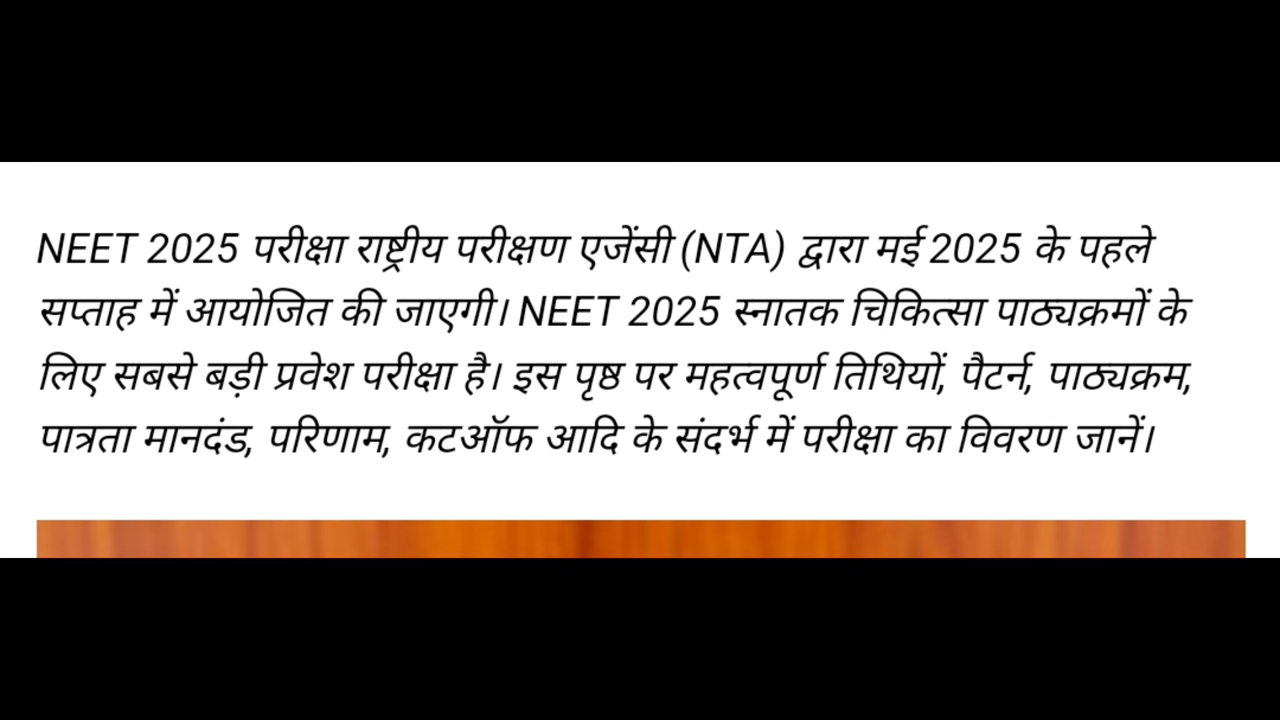 NEET 2025 परीक्षा राष्ट्रीय परीक्षण एजेंसी (NTA) द्वारा मई 2025 के पहले
सप्ताह में आयोजित की जाएगी। NEET 2025 स्नातक चिकित्सा पाठ्यक्रमों के
लिए सबसे बड़ी प्रवेश परीक्षा है। इस पृष्ठ पर महत्वपूर्ण तिथियों, पैटर्न, पाठ्यक्रम,
पात्रता मानदंड, परिणाम, कटऑफ आदि के संदर्भ में परीक्षा का विवरण जानें।